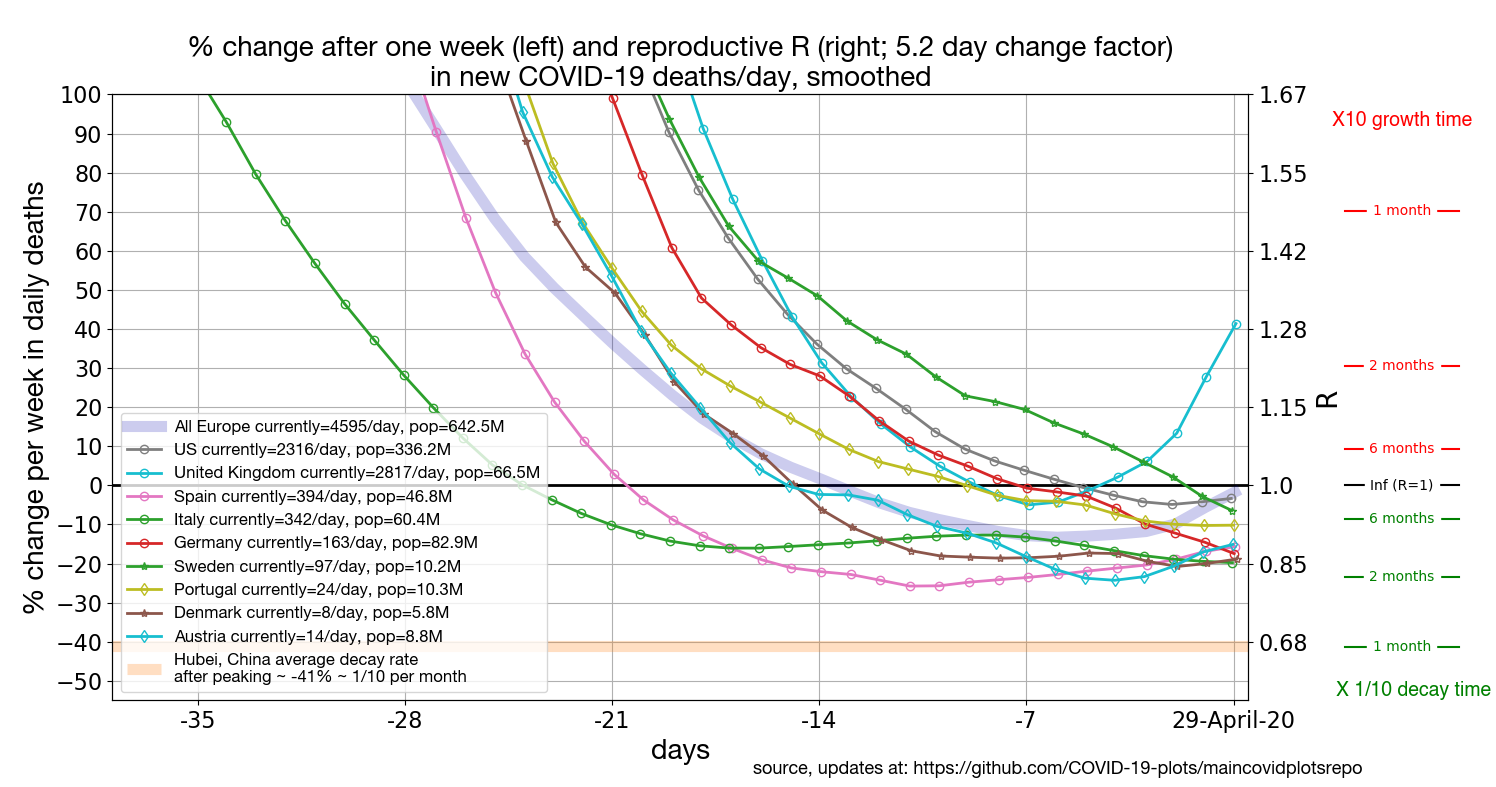 % change after one week (left) and reproductive R (right; 5.2 day change factor)
in new COVID-19 deaths/day, smoothed
% change per week in daily deaths
100
90
80
70
60
50
40
30
20
10
0
−10
−20
−30
−40
−50
All Europe currently=4595/day, pop=642.5M
US currently=2316/day, pop=336.2M
United Kingdom currently=2817/day, pop=66.5M
Spain currently=394/day, pop=46.8M
Italy currently=342/day, pop=60.4M
Germany currently=163/day, pop=82.9M
Sweden currently=97/day, pop=10.2M
Portugal currently=24/day, pop=10.3M
Denmark currently=8/day, pop=5.8M
Austria currently=14/day, pop=8.8M
Hubei, China average decay rate
after peaking ~ -41% ~ 1/10 per month
-35
-28
-21
-14
-7
29-April-20
days
1.67
1.55
1.42
1.28
1.15
1.0
0.85
0.68
R
X10 growth time
1 month
2 months
6 months
Inf (R=1)
6 months
2 months
1 month
X 1/10 decay time
source, updates at: https://github.com/COVID-19-plots/maincovidplotsrepo